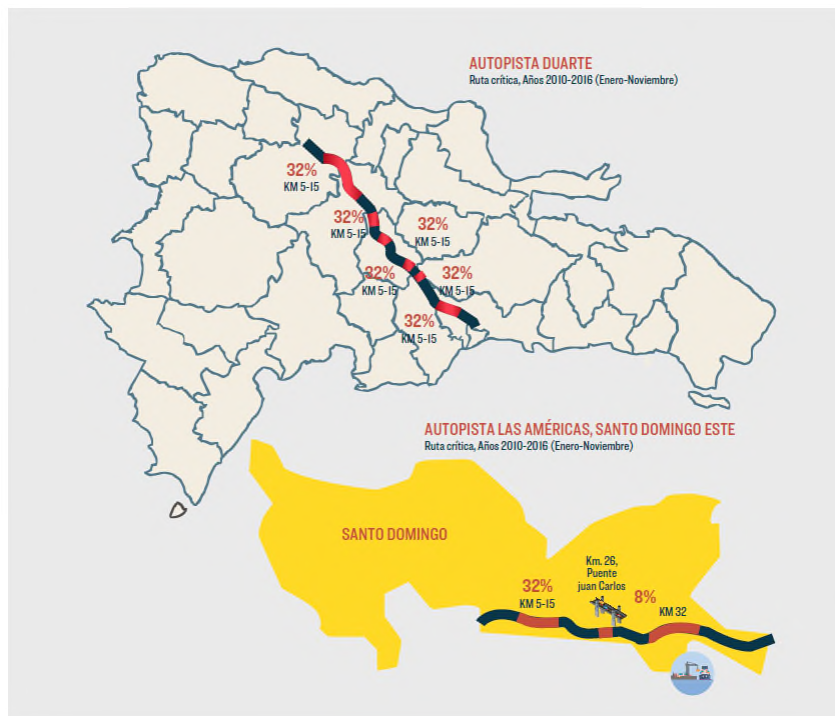 AUTOPISTA DUARTE
Ruta crítica, Años 2010-2016 (Enero-Noviembre)
32%
KM 5-15
32%
KM 5-15
32%
KM 5-15
32%
KM 5-15
32%
KM 5-15
32%
KM 5-15
AUTOPISTA LAS AMÉRICAS, SANTO DOMINGO ESTE
Ruta crítica, Años 2010-2016 (Enero-Noviembre)
SANTO DOMINGO
32%
KM 5-15
Km. 26,
Puente
juan Carlos
8%
KM 32